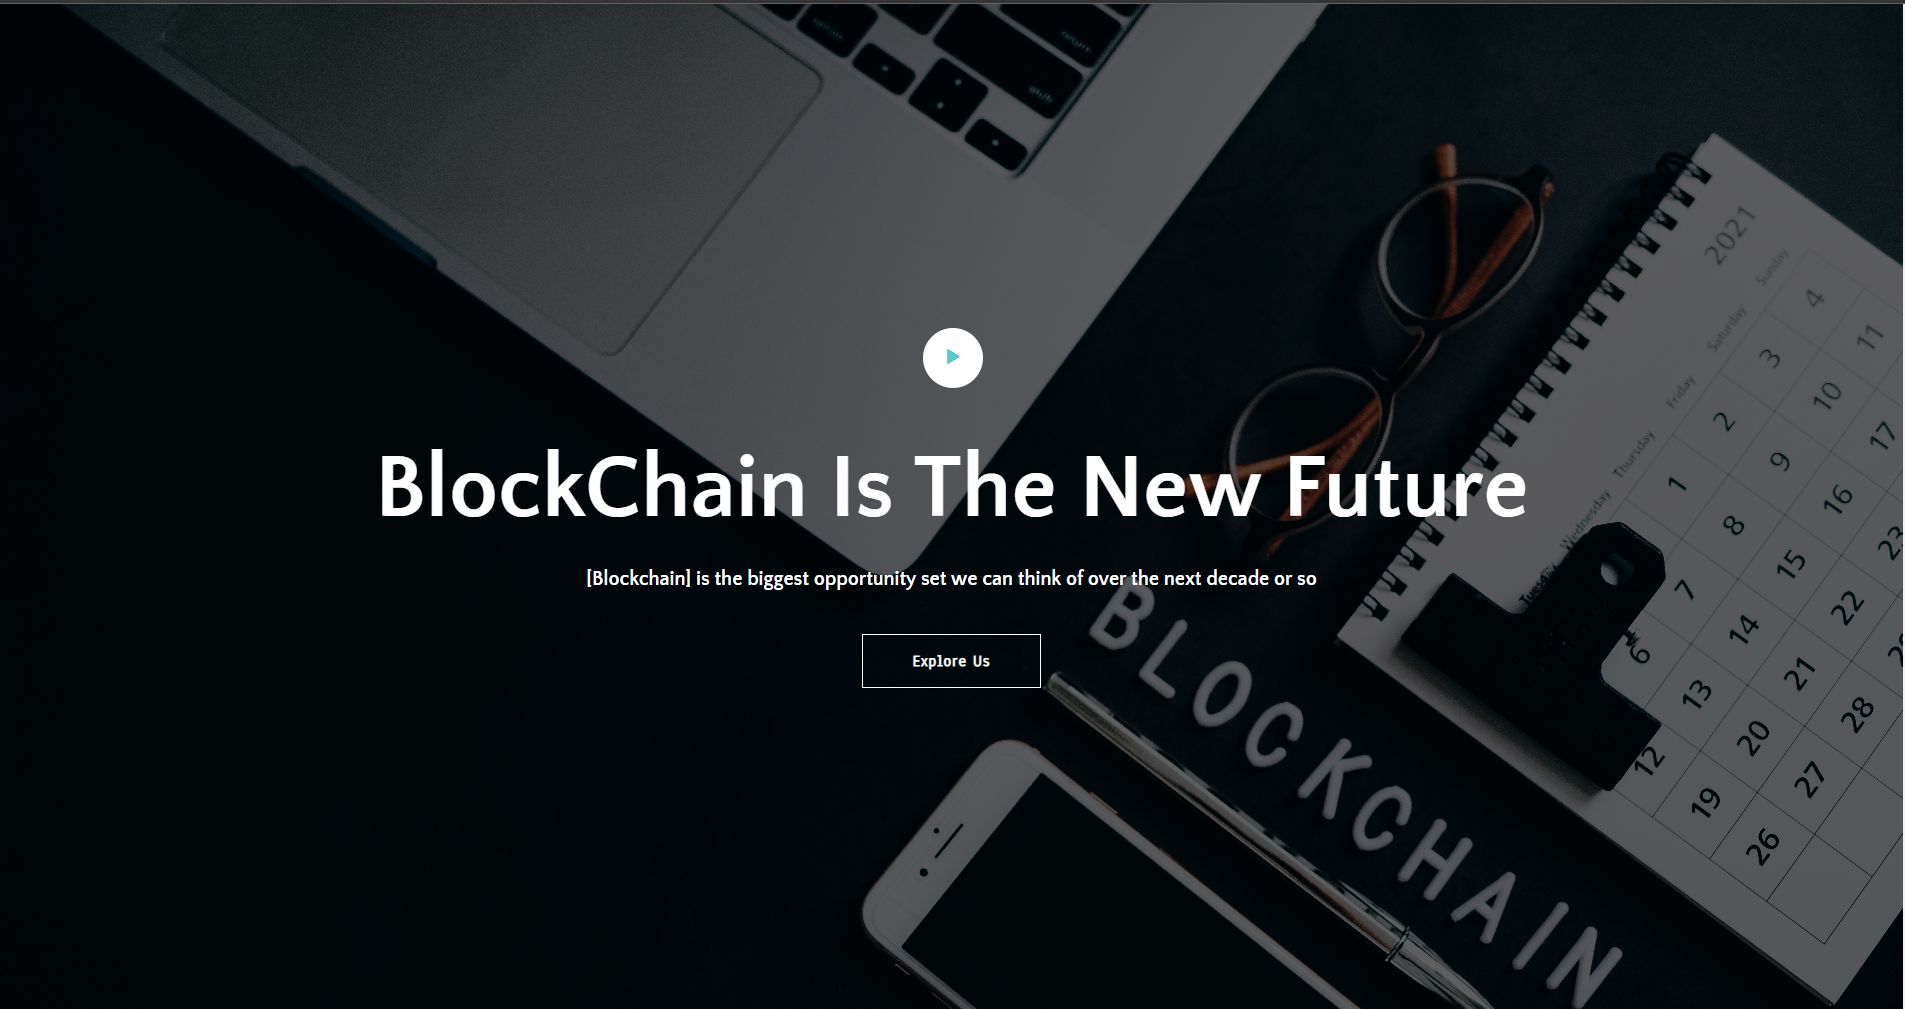 BlockChain Is The New Future
[Blockchain] is the biggest opportunity set we can think of over the next decade or so
Explore Us
BLOCKCHAIN
2021
Sunday
Saturday
Friday
Thursday
Wednesday
4 11
3 10 17
2 9 16 23
1 8 15 22
7 14 21 28
6 13 20 27
12 19 26